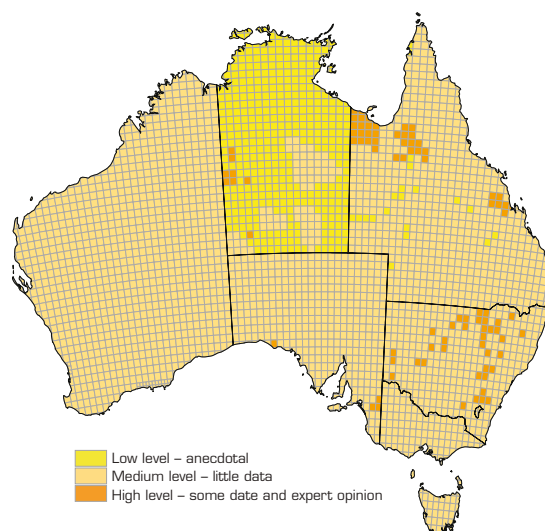 Low level – anecdotal
Medium level – little data
High level – some date and expert opinion